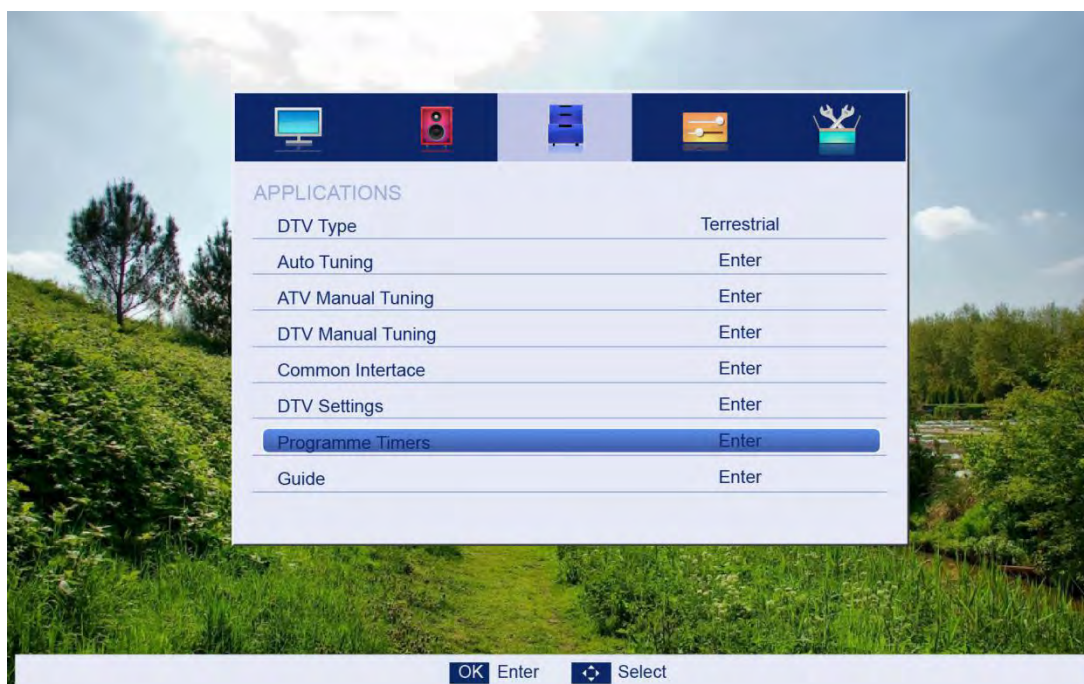 APPLICATIONS
DTV Type Terrestrial
Auto Tuning Enter
ATV Manual Tuning Enter
DTV Manual Tuning Enter
Common Intertace Enter
DTV Settings Enter
Programme Timers Enter
Guide Enter
OK Enter Select